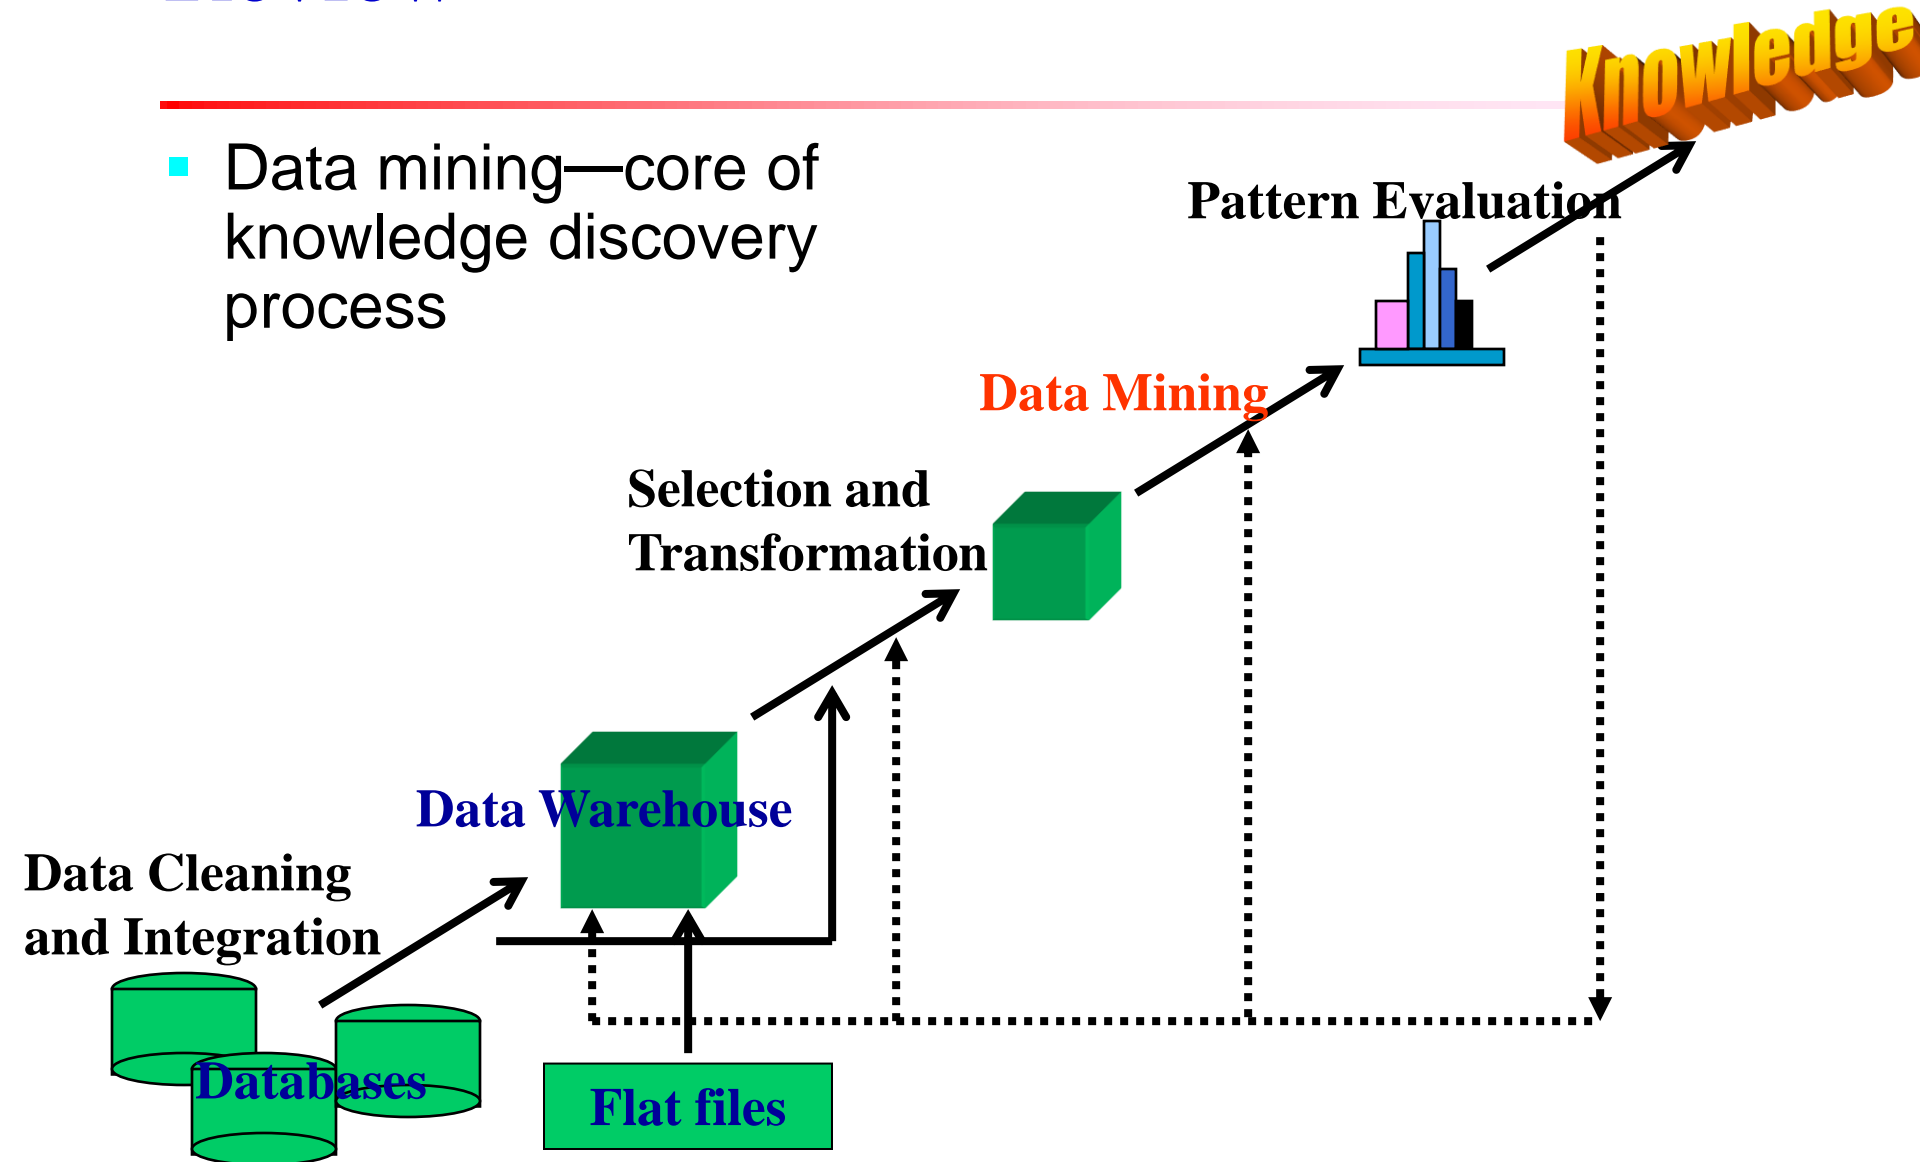 Knowledge
Data mining—core of
knowledge discovery
process
Pattern Evaluation
Data Mining
Selection and
Transformation
Data Warehouse
Data Cleaning
and Integration
Databases
Flat files